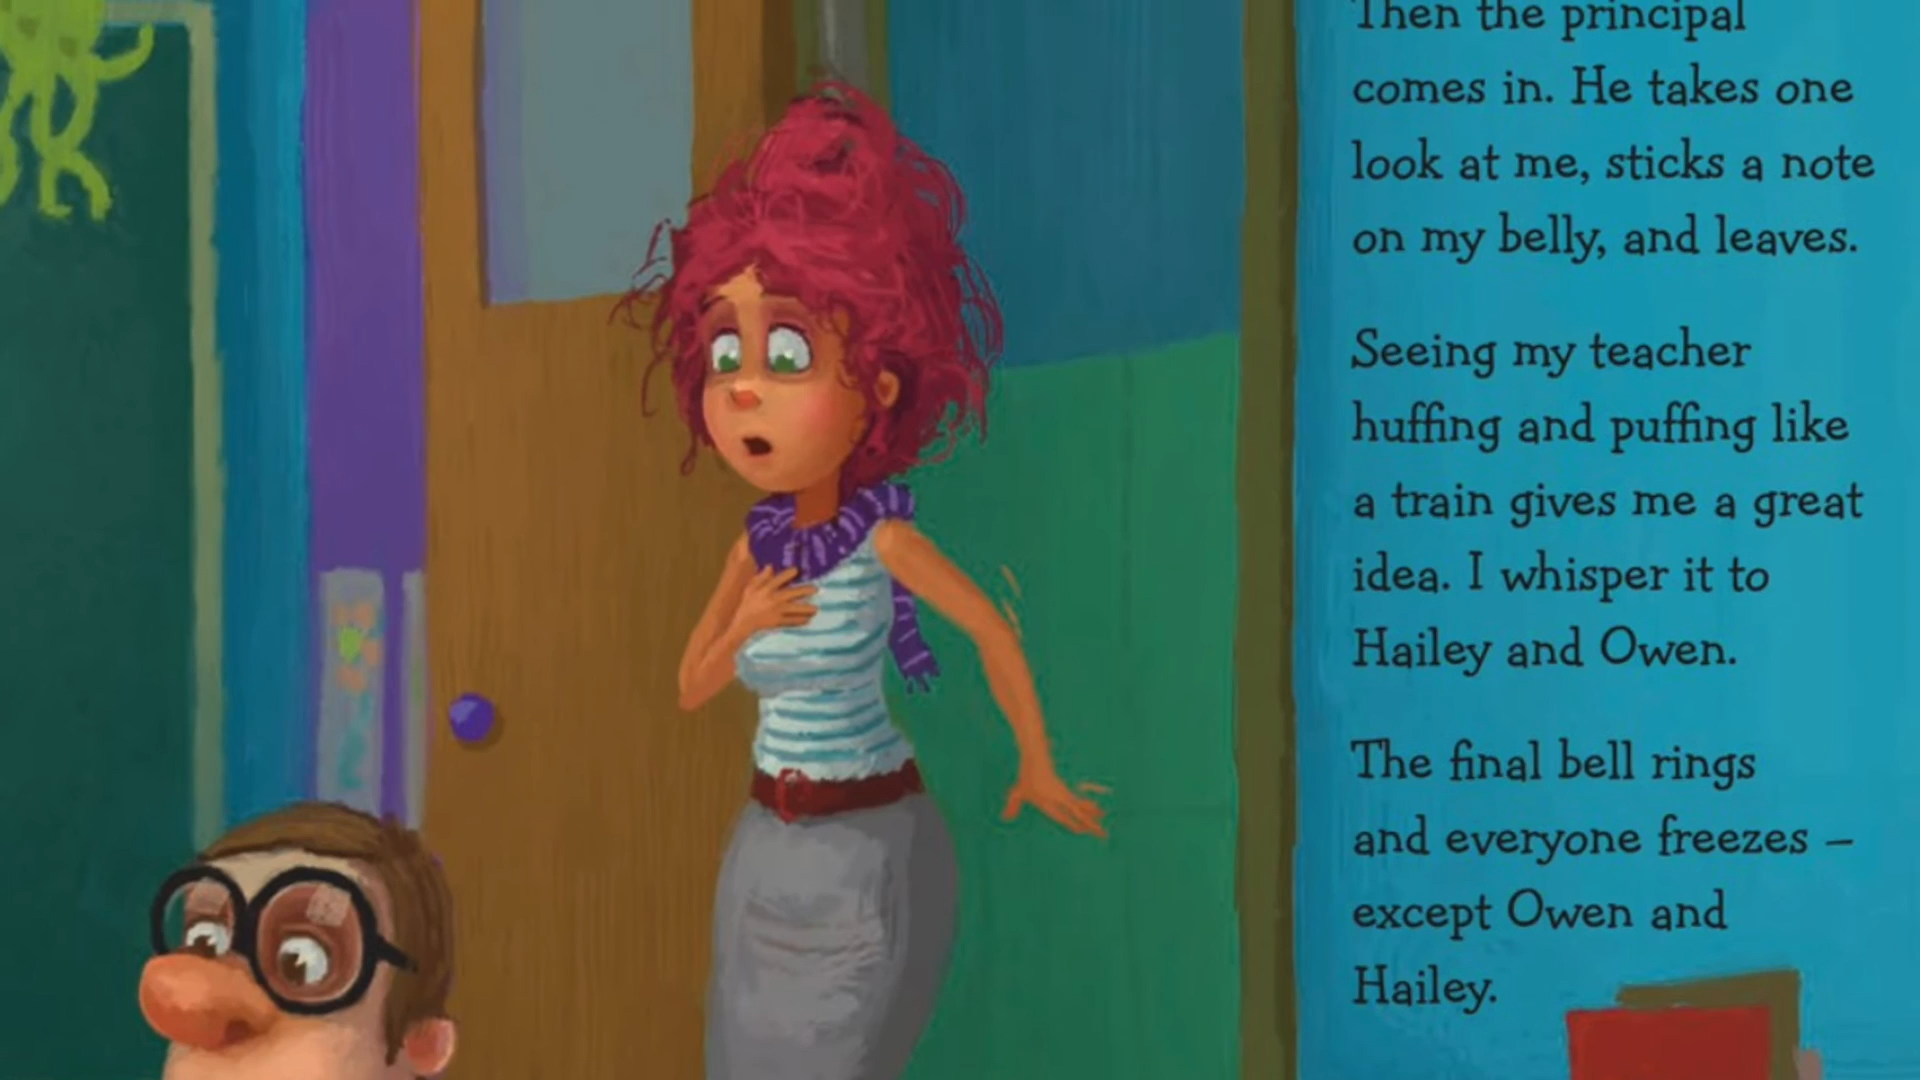 Then the principal
comes in. He takes one
look at me, sticks a note
on my belly, and leaves.
Seeing my teacher
huffing and puffing like
a train gives me a great
idea. I whisper it to
Hailey and Owen.
The final bell rings
and everyone freezes –
except Owen and
Hailey.